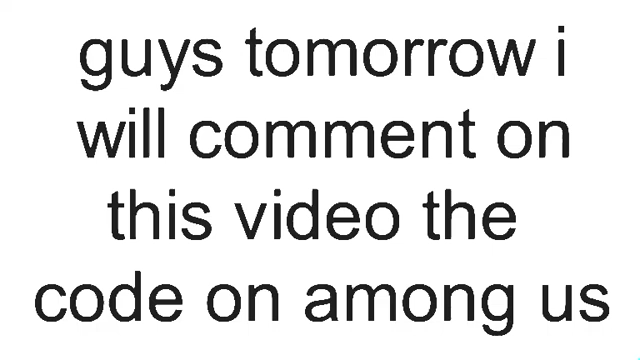 guys tomorrow i
will comment on
this video the
code on among us